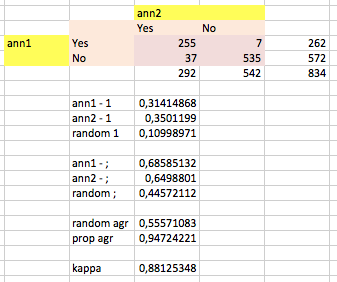 ann2
Yes No
ann1 Yes 255 7 262
No 37 535 572
292 542 834
ann1 - 1 0,31414868
ann2 - 1 0,3501199
random 1 0,10998971
ann1 - ; 0,68585132
ann2 - ; 0,6498801
random ; 0,44572112
random agr 0,55571083
prop agr 0,94724221
kappa 0,88125348